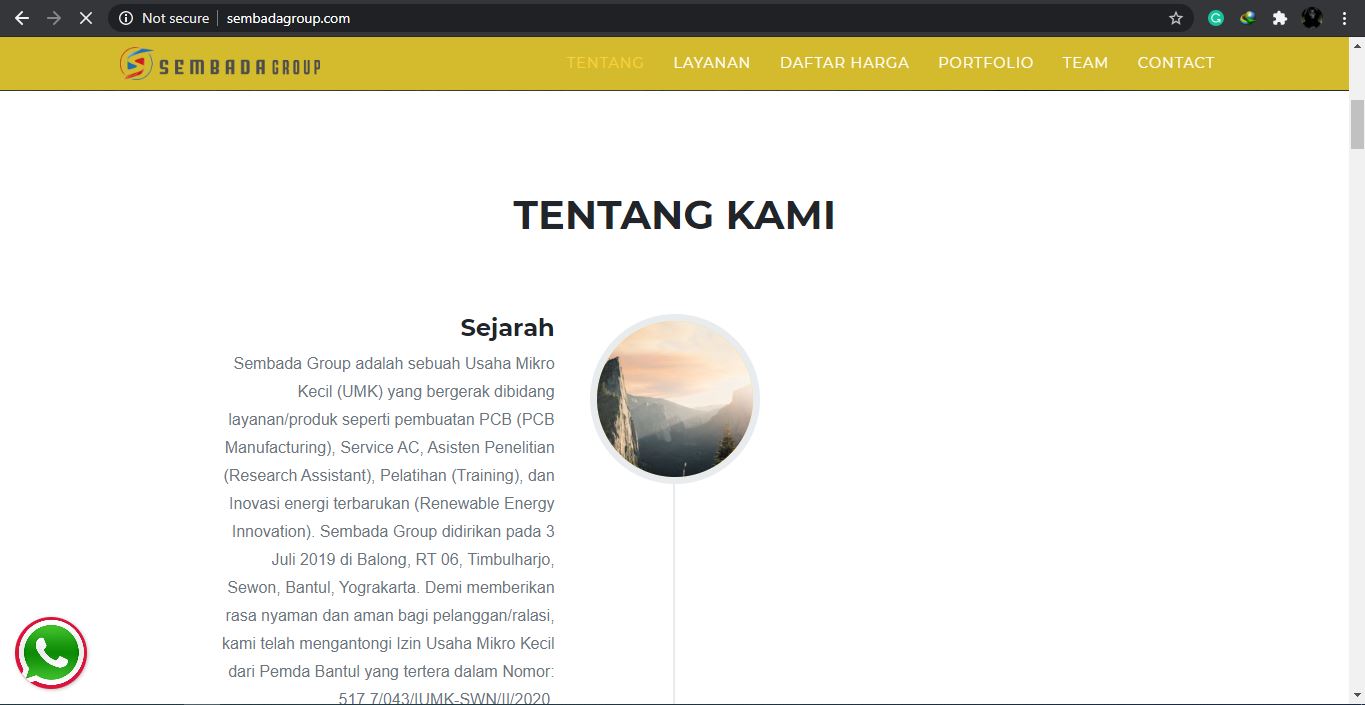 Not secure
sembadagroup.com
SEMBADA GROUP
TENTANG LAYANAN DAFTAR HARGA PORTFOLIO TEAM CONTACT
TENTANG KAMI
Sejarah
Sembada Group adalah sebuah Usaha Mikro
Kecil (UMK) yang bergerak dibidang
layanan/produk seperti pembuatan PCB (PCB
Manufacturing), Service AC, Asisten Penelitian
(Research Assistant), Pelatihan (Training), dan
Inovasi energi terbarukan (Renewable Energy
Innovation). Sembada Group didirikan pada 3
Juli 2019 di Balong, RT 06, Timbulharjo,
Sewon, Bantul, Yograkarta. Demi memberikan
rasa nyaman dan aman bagi pelanggan/ralasi,
kami telah mengantongi Izin Usaha Mikro Kecil
dari Pemda Bantul yang tertera dalam Nomor:
517.7/043/IUMK-SWN/II/2020.